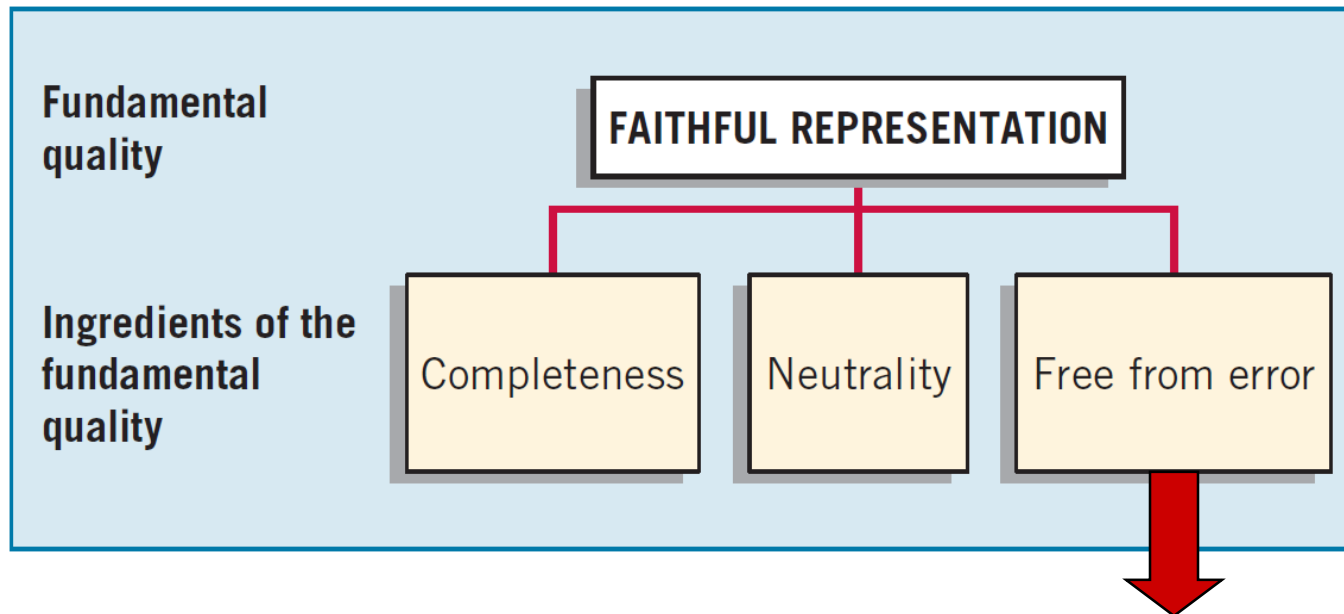 Fundamental
quality
FAITHFUL REPRESENTATION
Ingredients of the
fundamental
quality
Completeness
Neutrality
Free from error